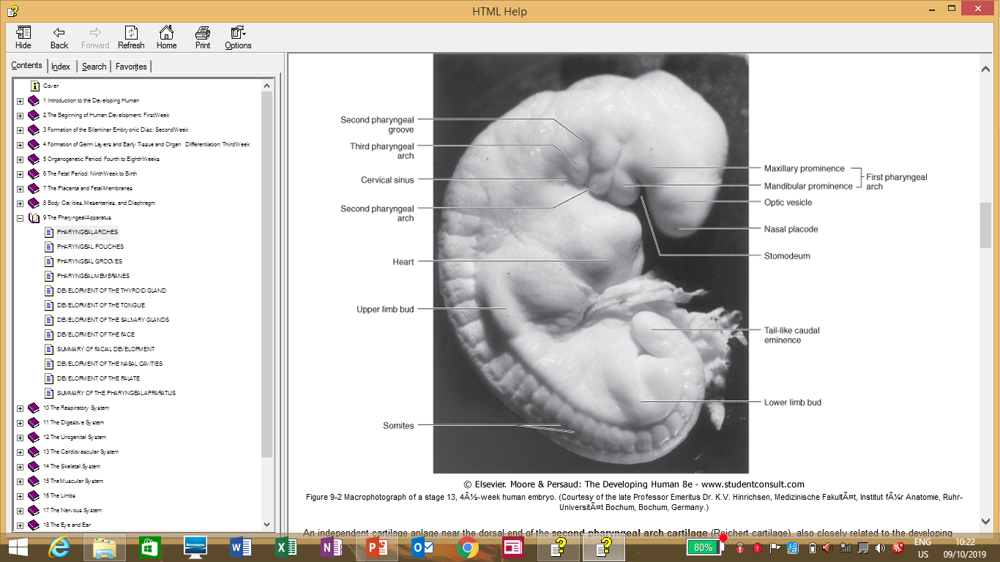 HTML Help
Hide
Back
Forward
Refresh
Home
Print
Options
Contents
Index
Search
Favorites
Cover
1 Introduction to the Developing Human
2 The Beginning of Human Development: FirstWeek
3 Formation of the Bilaminar Embryonic Disc: SecondWeek
4 Formation of Germ Layers and Early Tissue and Organ Differentiation: ThirdWeek
5 Organogenetic Period: Fourth to EighthWeeks
6 The Fetal Period: NinthWeek to Birth
7 The Placenta and Fetal Membranes
8 Body Cavities, Mesenteries, and Diaphragm
9 The PharyngealApparatus
PHARYNGEALARCHES
PHARYNGEAL POUCHES
PHARYNGEAL GROOVES
PHARYNGEALMEMBRANES
DEVELOPMENT OF THE THYROID GLAND
DEVELOPMENT OF THE TONGUE
DEVELOPMENT OF THE SALIVARY GLANDS
DEVELOPMENT OF THE FACE
SUMMARY OF FACIAL DEVELOPMENT
DEVELOPMENT OF THE NASAL CAVITIES
DEVELOPMENT OF THE PALATE
SUMMARY OF THE PHARYNGEALAPPARATUS
10 The Respiratory System
11 The Digestive System
12 The Urogenital System
13 The Cardiovascular System
14 The Skeletal System
15 The Muscular System
16 The Limbs
17 The Nervous System
18 The Eye and Ear
Second pharyngeal
groove
Third pharyngeal
arch
Cervical sinus
Second pharyngeal
arch
Heart
Upper limb bud
Somites
Maxillary prominence
Mandibular prominence
First pharyngeal
arch
Optic vesicle
Nasal placode
Stomodeum
Tail-like caudal
eminence
Lower limb bud
© Elsevier. Moore & Persaud: The Developing Human 8e - www.studentconsult.com
Figure 9-2 Macrophotograph of a stage 13, 4Â½-week human embryo. (Courtesy of the late Professor Emeritus Dr. K.V. Hinrichsen, Medizinische FakultÃ¤t, Institut fÃ¼r Anatomie, Ruhr-
UniversitÃ¤t Bochum, Bochum, Germany.)
An independent cartilage anlage near the dorsal end of the second pharyngeal arch cartilage (Reichert cartilage), also closely related to the developing
lenovo
80%
ENG
US
10:22
09/10/2019